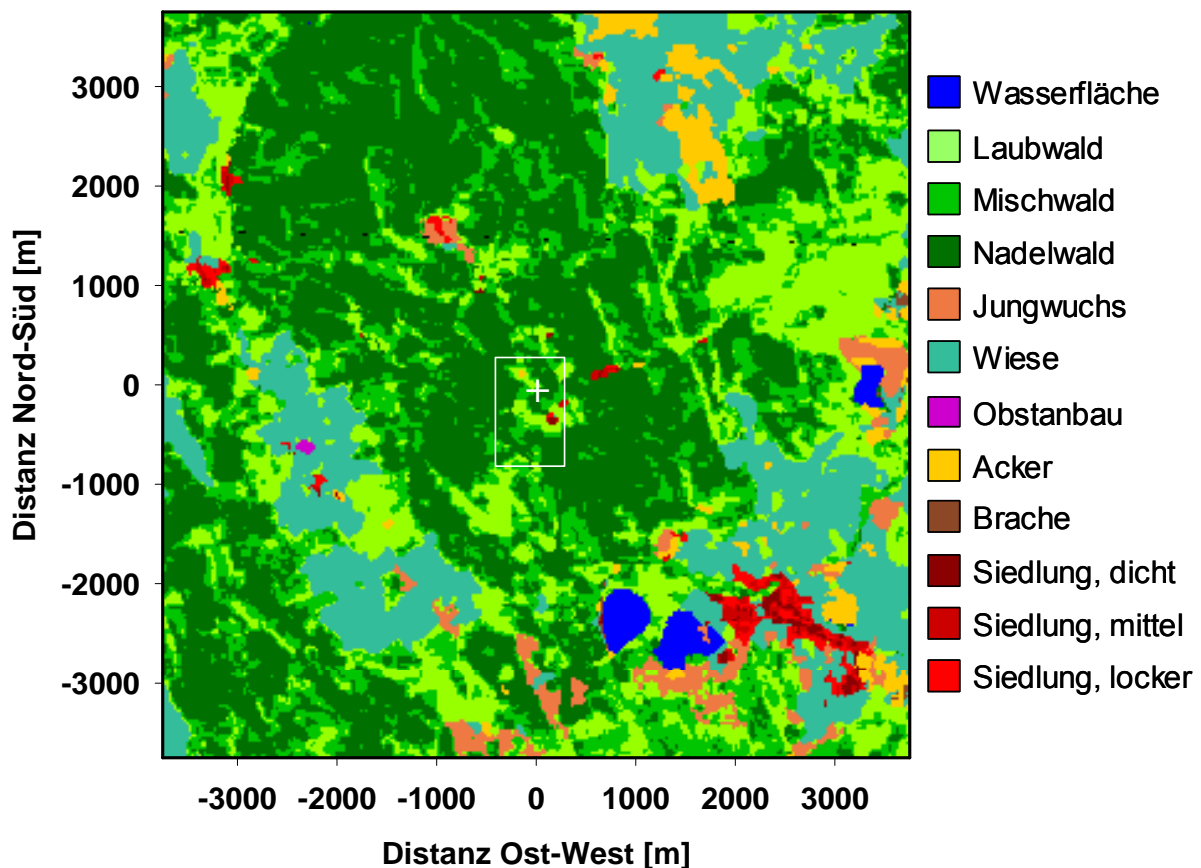 3000
2000
1000
0
-1000
-2000
-3000
Distanz Nord-Süd [m]
-3000 -2000 -1000 0 1000 2000 3000
Distanz Ost-West [m]
Wasserfläche
Laubwald
Mischwald
Nadelwald
Jungwuchs
Wiese
Obstanbau
Acker
Brache
Siedlung, dicht
Siedlung, mittel
Siedlung, locker